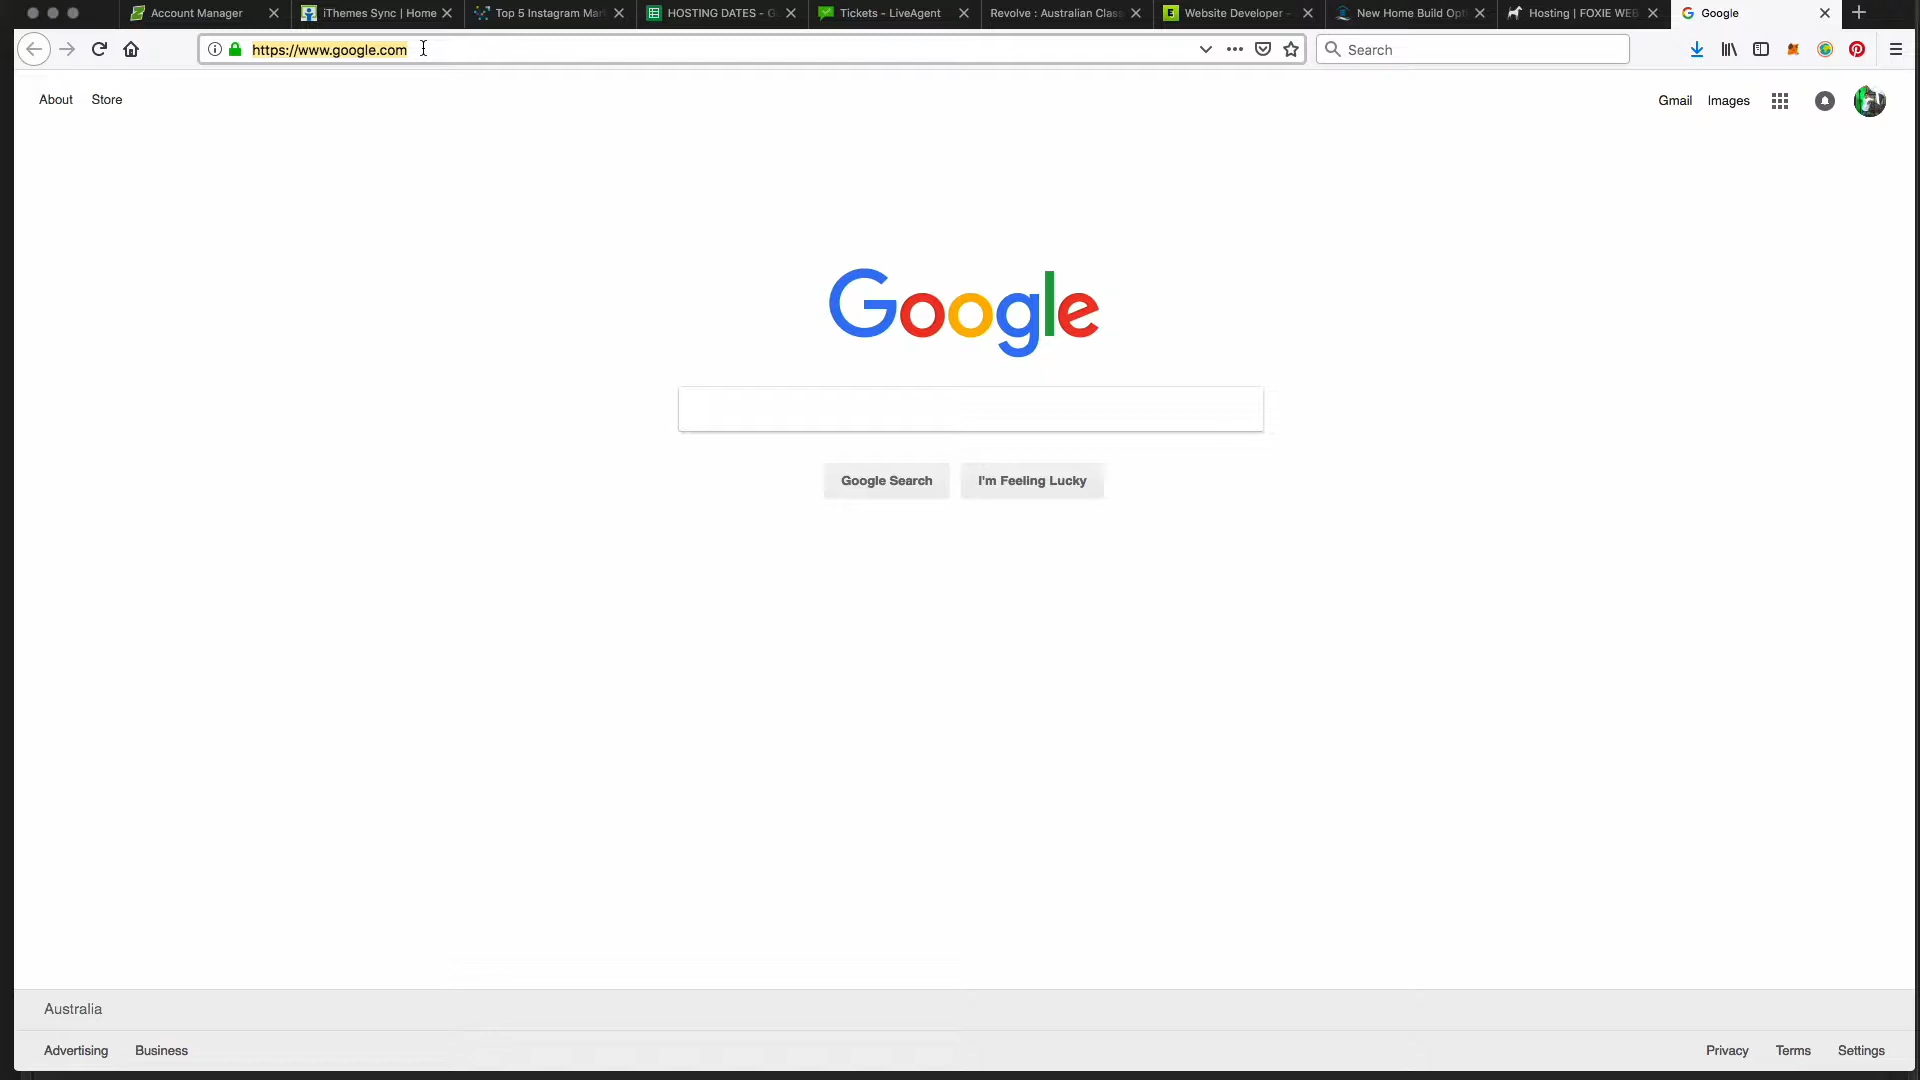 Account Manager
iThemes Sync | Home
Top 5 Instagram Mar
HOSTING DATES - G
Tickets - LiveAgent
Revolve : Australian Class
Website Developer -
New Home Build Opti
Hosting | FOXIE WEB
Google
https://www.google.com
Search
About Store
Gmail Images
Google
Google Search I'm Feeling Lucky
Australia
Advertising Business
Privacy Terms Settings